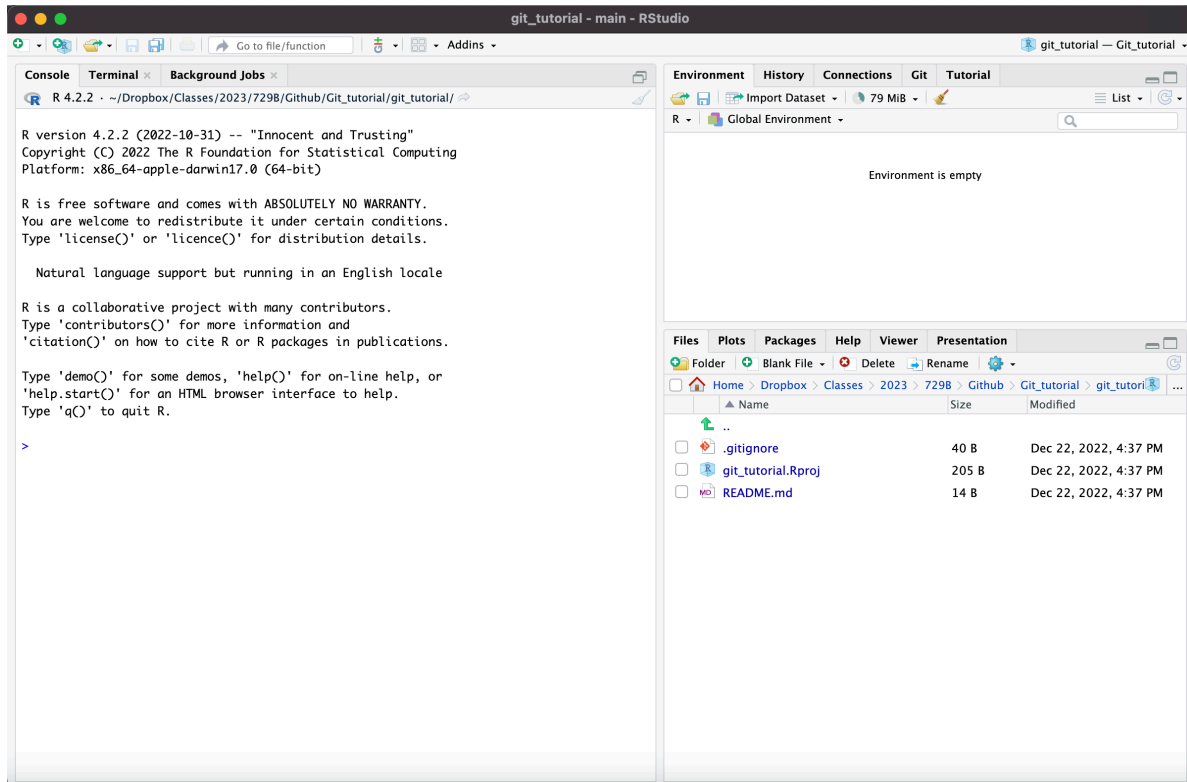 git_tutorial - main - RStudio
Go to file/function Addins git_tutorial — Git_tutorial
Console Terminal Background Jobs
R 4.2.2 · ~/Dropbox/Classes/2023/729B/Github/Git_tutorial/git_tutorial/
R version 4.2.2 (2022-10-31) -- "Innocent and Trusting"
Copyright (C) 2022 The R Foundation for Statistical Computing
Platform: x86_64-apple-darwin17.0 (64-bit)
R is free software and comes with ABSOLUTELY NO WARRANTY.
You are welcome to redistribute it under certain conditions.
Type 'license()' or 'licence()' for distribution details.
Natural language support but running in an English locale
R is a collaborative project with many contributors.
Type 'contributors()' for more information and
'citation()' on how to cite R or R packages in publications.
Type 'demo()' for some demos, 'help()' for on-line help, or
'help.start()' for an HTML browser interface to help.
Type 'q()' to quit R.
>
Environment History Connections Git Tutorial
Import Dataset 79 MiB List
R Global Environment
Environment is empty
Files Plots Packages Help Viewer Presentation
Folder Blank File Delete Rename
Home > Dropbox > Classes > 2023 > 729B > Github > Git_tutorial > git_tutori ...
Name Size Modified
..
.gitignore 40 B Dec 22, 2022, 4:37 PM
git_tutorial.Rproj 205 B Dec 22, 2022, 4:37 PM
MD README.md 14 B Dec 22, 2022, 4:37 PM